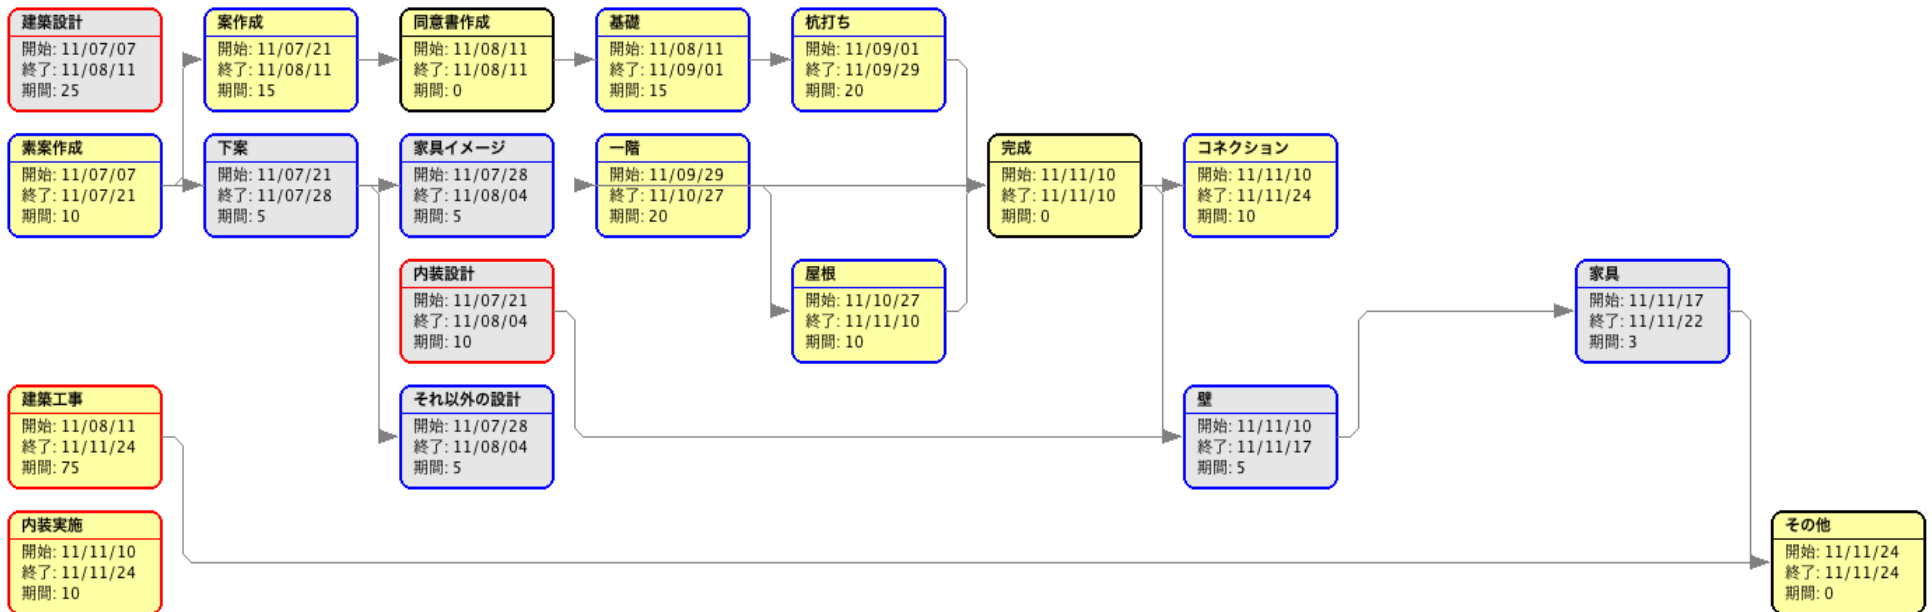 建築設計
開始: 11/07/07
終了: 11/08/11
期間: 25
案作成
開始: 11/07/21
終了: 11/08/11
期間: 15
同意書作成
開始: 11/08/11
終了: 11/08/11
期間: 0
基礎
開始: 11/08/11
終了: 11/09/01
期間: 15
杭打ち
開始: 11/09/01
終了: 11/09/29
期間: 20
素案作成
開始: 11/07/07
終了: 11/07/21
期間: 10
下案
開始: 11/07/21
終了: 11/07/28
期間: 5
家具イメージ
開始: 11/07/28
終了: 11/08/04
期間: 5
一階
開始: 11/09/29
終了: 11/10/27
期間: 20
完成
開始: 11/11/10
終了: 11/11/10
期間: 0
コネクション
開始: 11/11/10
終了: 11/11/24
期間: 10
内装設計
開始: 11/07/21
終了: 11/08/04
期間: 10
屋根
開始: 11/10/27
終了: 11/11/10
期間: 10
家具
開始: 11/11/17
終了: 11/11/22
期間: 3
建築工事
開始: 11/08/11
終了: 11/11/24
期間: 75
それ以外の設計
開始: 11/07/28
終了: 11/08/04
期間: 5
壁
開始: 11/11/10
終了: 11/11/17
期間: 5
内装実施
開始: 11/11/10
終了: 11/11/24
期間: 10
その他
開始: 11/11/24
終了: 11/11/24
期間: 0